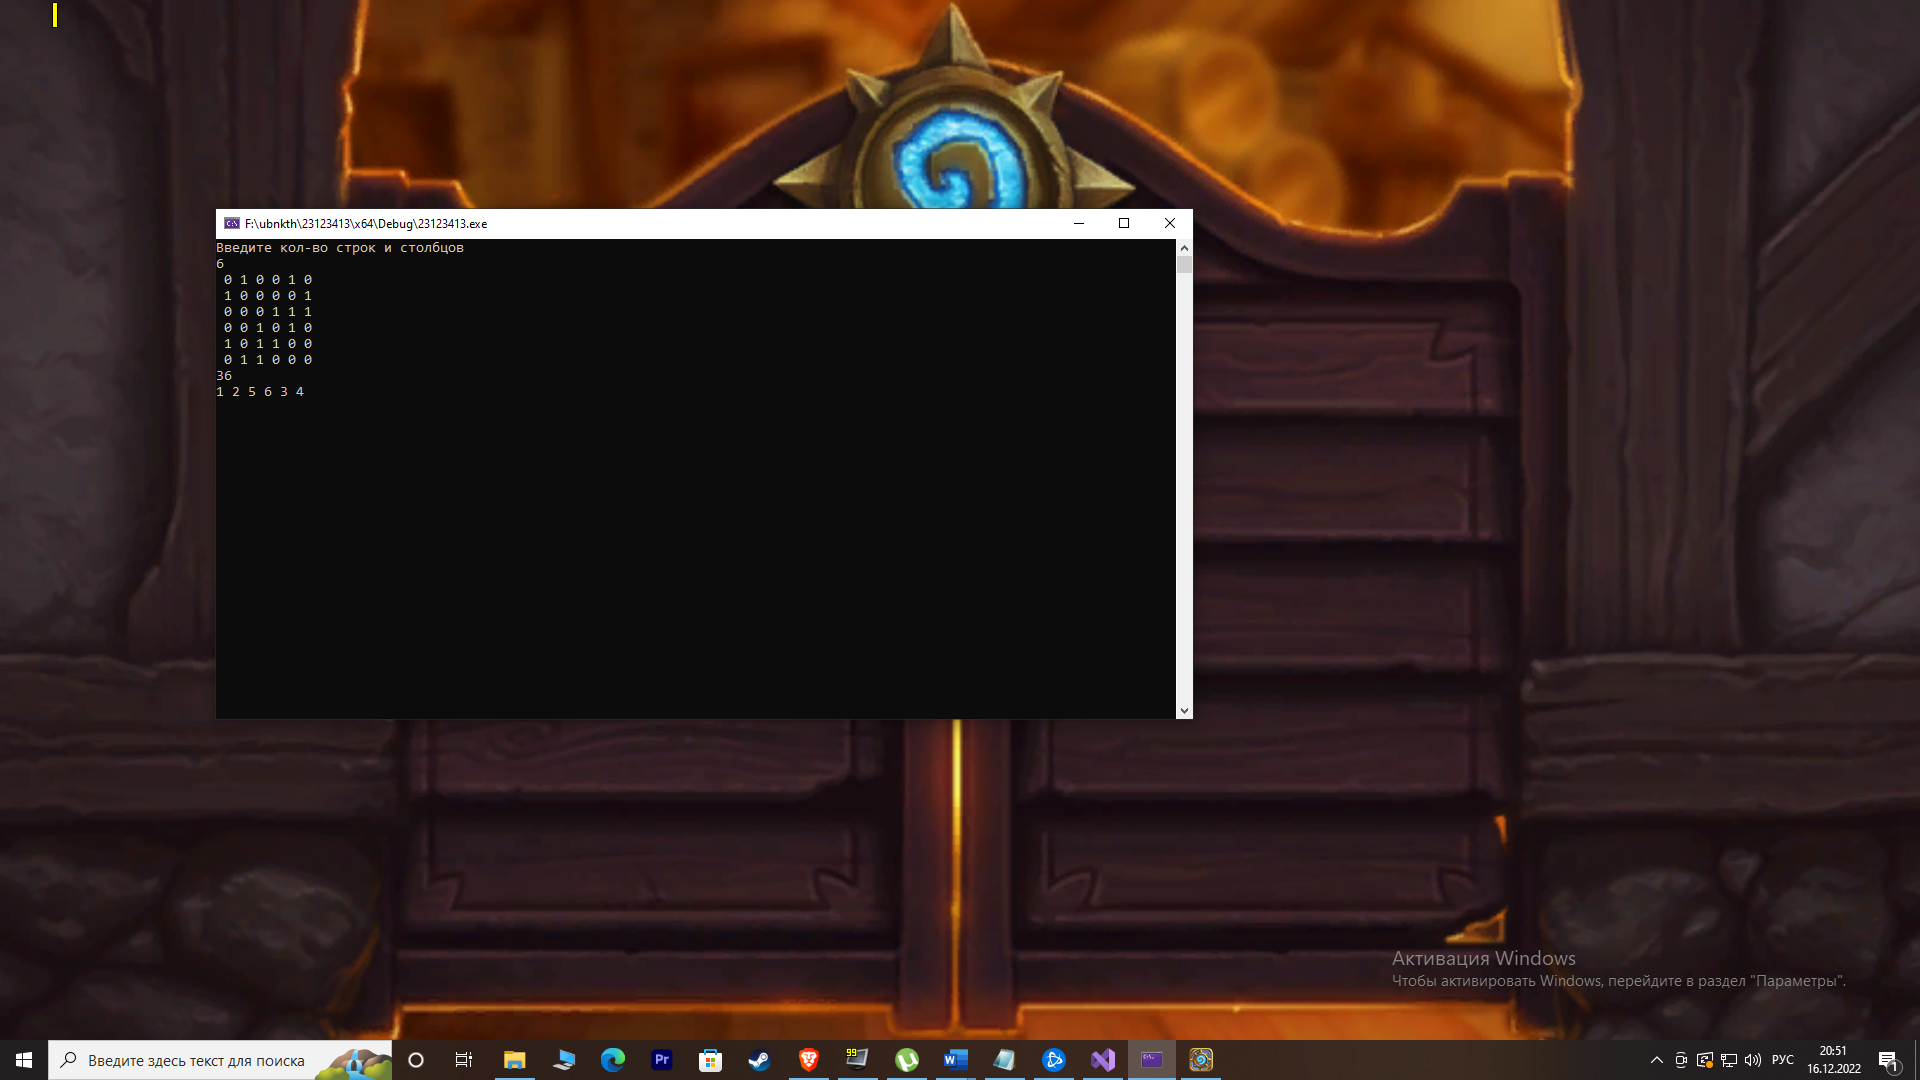 F:\ubnkth\23123413\x64\Debug\23123413.exe
Введите кол-во строк и столбцов
6
0 1 0 0 1 0
1 0 0 0 0 1
0 0 0 1 1 1
0 0 1 0 1 0
1 0 1 1 0 0
0 1 1 0 0 0
36
1 2 5 6 3 4
Активация Windows
Чтобы активировать Windows, перейдите в раздел "Параметры".
Введите здесь текст для поиска
Pr
99
W
РУС
20:51
16.12.2022
1